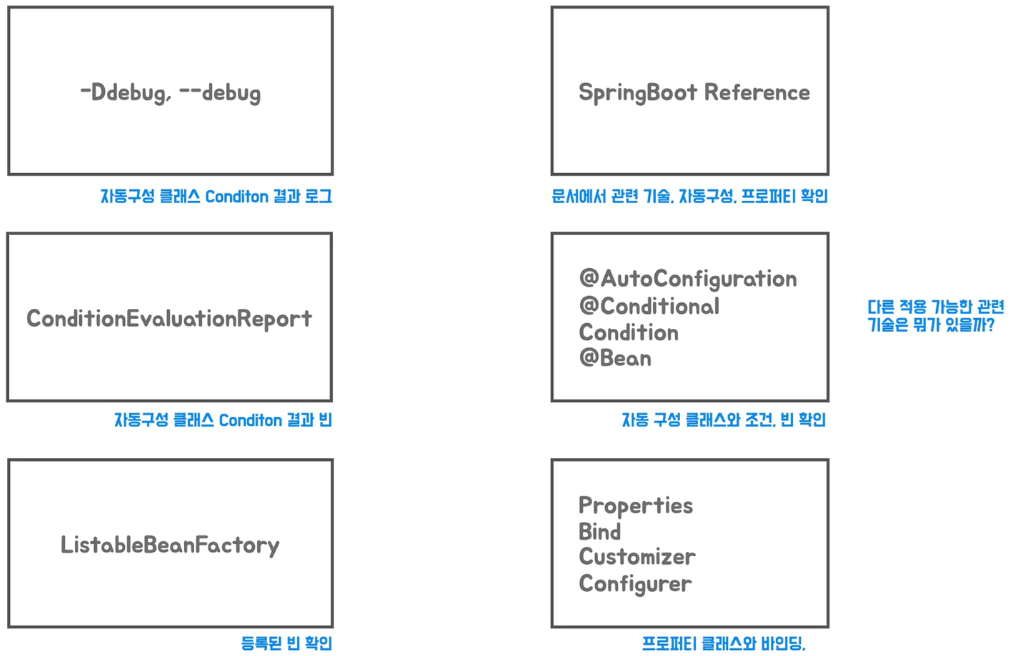 -Ddebug, --debug
자동구성 클래스 Conditon 결과 로그
SpringBoot Reference
문서에서 관련 기술, 자동구성, 프로퍼티 확인
ConditionEvaluationReport
자동구성 클래스 Conditon 결과 빈
@AutoConfiguration
@Conditional
Condition
@Bean
자동 구성 클래스와 조건, 빈 확인
다른 적용 가능한 관련
기술은 뭐가 있을까?
ListableBeanFactory
등록된 빈 확인
Properties
Bind
Customizer
Configurer
프로퍼티 클래스와 바인딩,